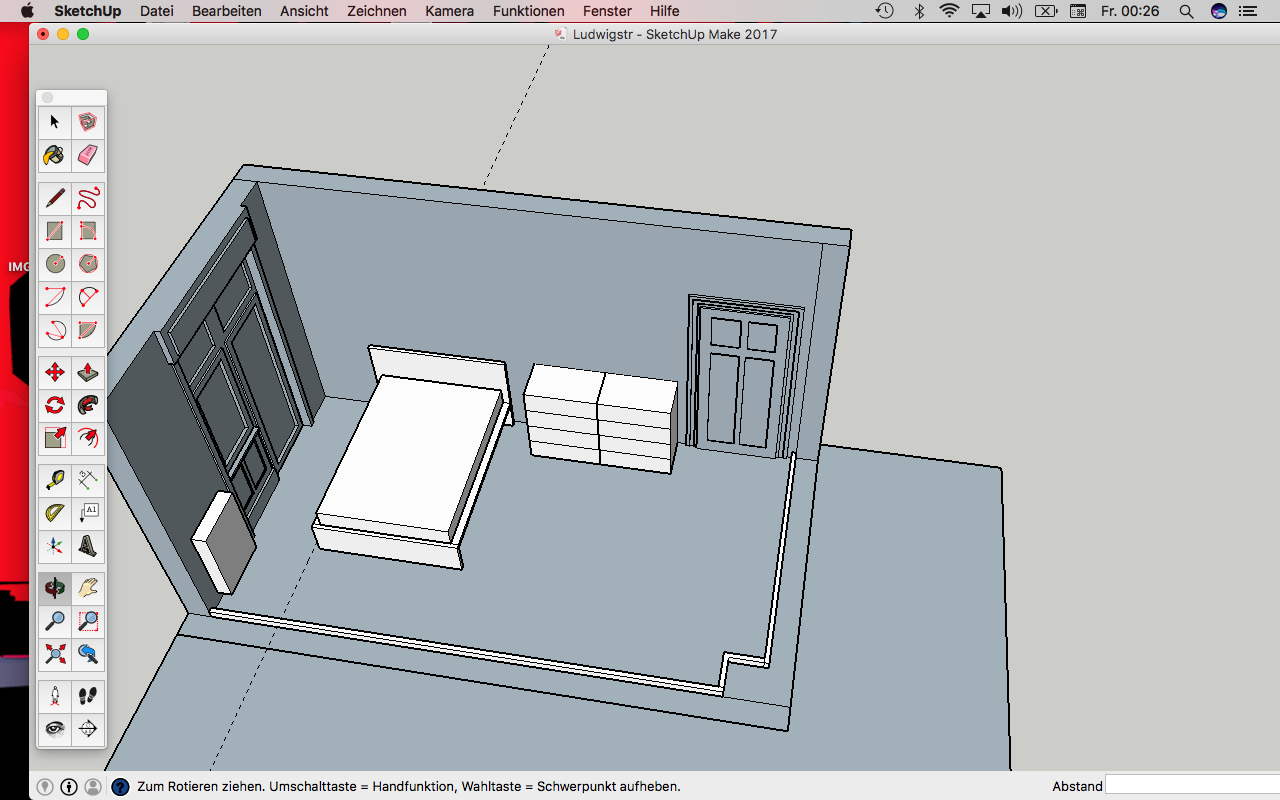 SketchUp Datei Bearbeiten Ansicht Zeichnen Kamera Funktionen Fenster Hilfe Fr. 00:26
Ludwigstr - SketchUp Make 2017
IMG
A1
Zum Rotieren ziehen. Umschalttaste = Handfunktion, Wahltaste = Schwerpunkt aufheben. Abstand